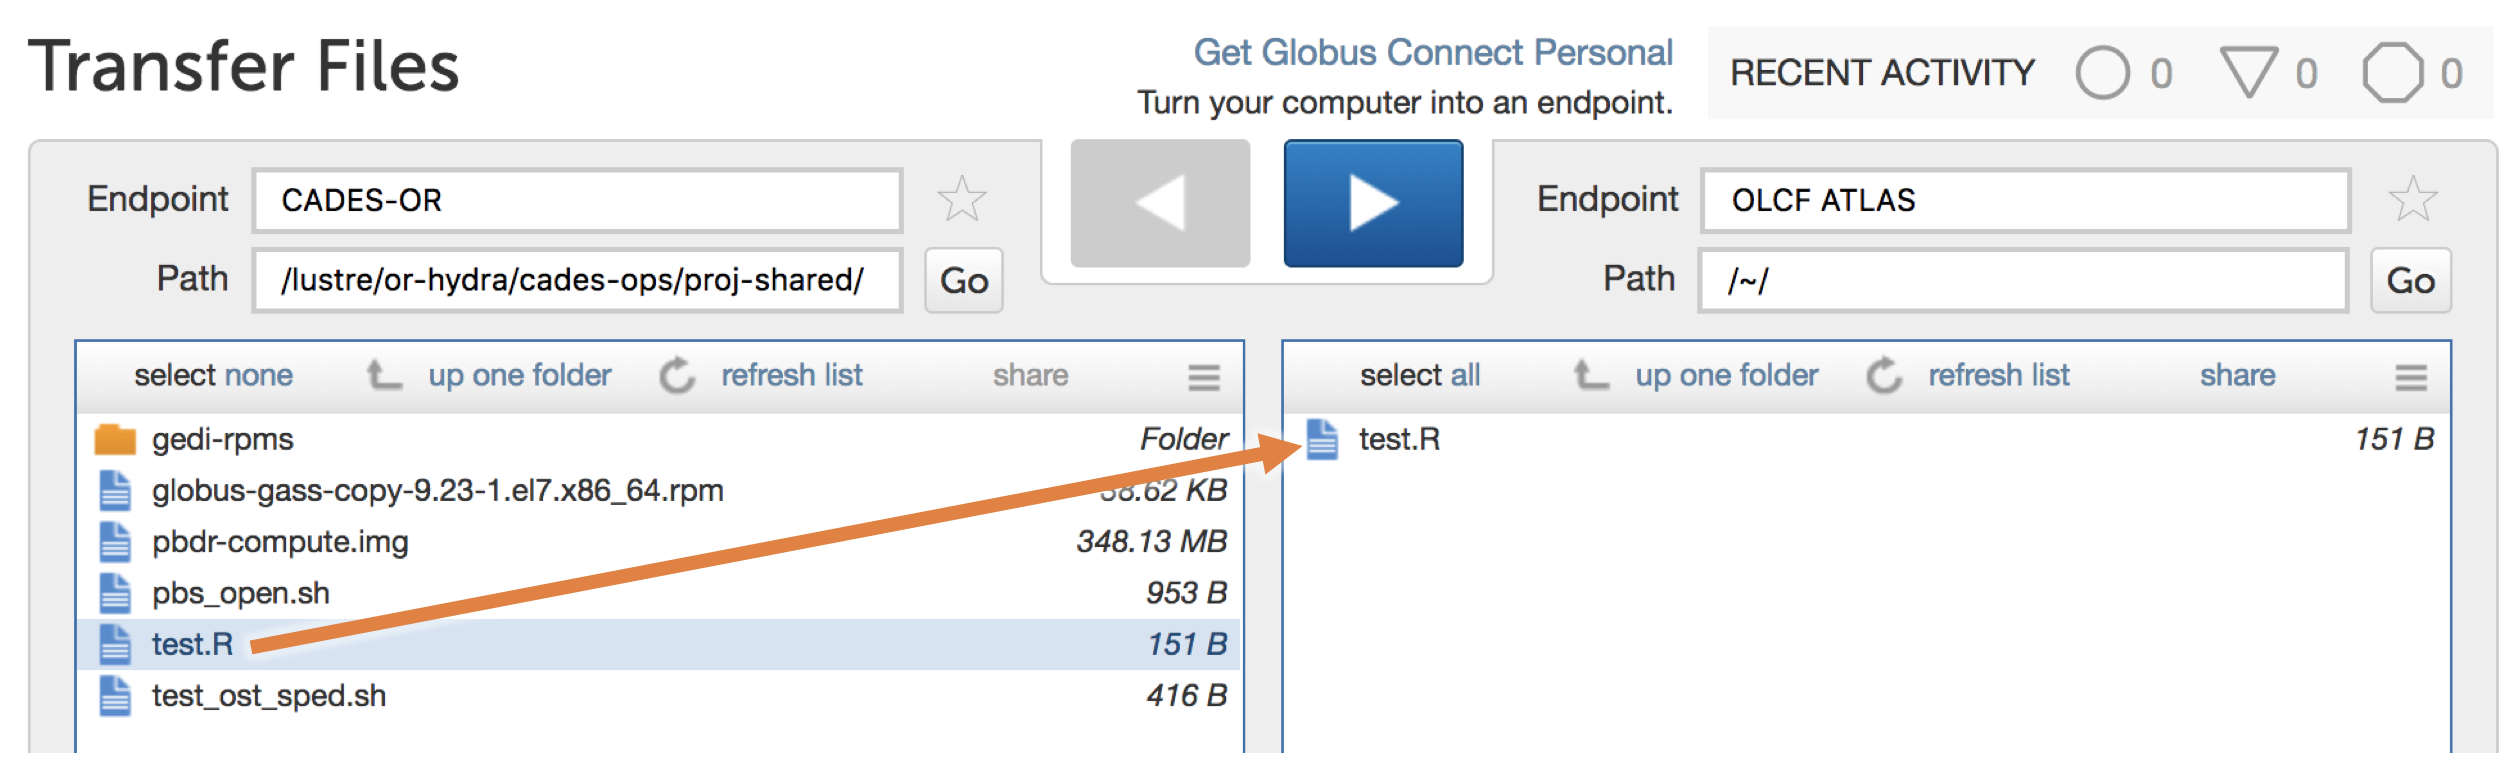 Transfer Files
Get Globus Connect Personal
Turn your computer into an endpoint.
RECENT ACTIVITY 0 0 0
Endpoint CADES-OR
Path /lustre/or-hydra/cades-ops/proj-shared/ Go
Endpoint OLCF ATLAS
Path /~/ Go
select none up one folder refresh list share
gedi-rpms Folder
globus-gass-copy-9.23-1.el7.x86_64.rpm 38.62 KB
pbdr-compute.img 348.13 MB
pbs_open.sh 953 B
test.R 151 B
test_ost_sped.sh 416 B
select all up one folder refresh list share
test.R 151 B